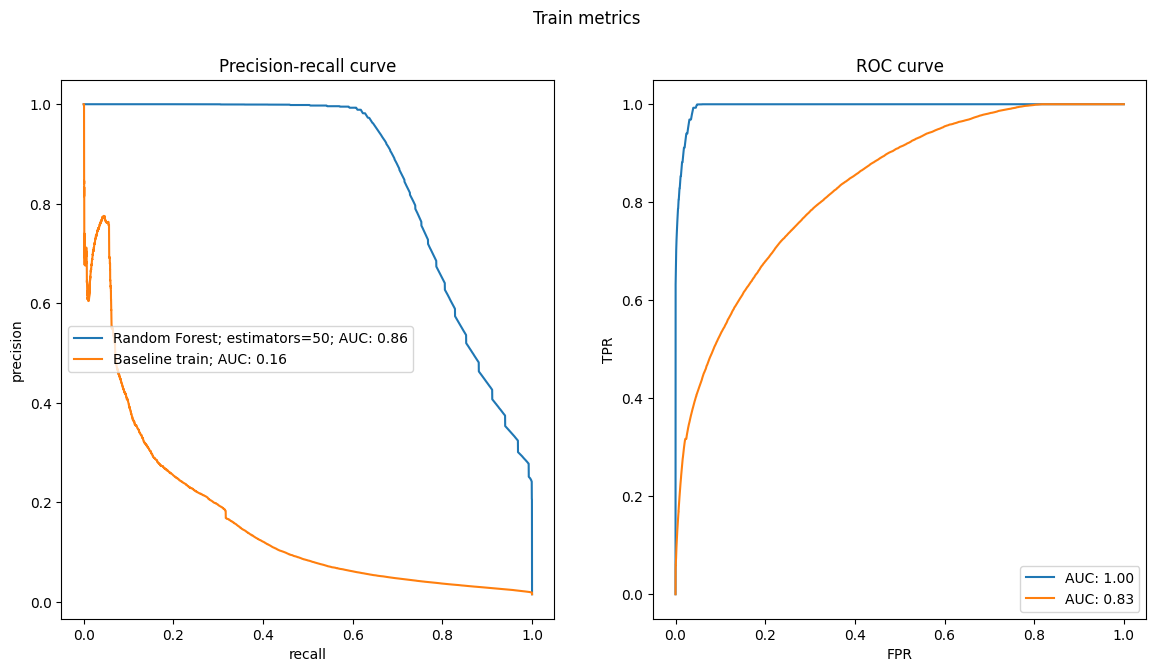 Train metrics
Precision-recall curve
1.0
0.8
0.6
0.4
0.2
0.0
precision
0.0 0.2 0.4 0.6 0.8 1.0
recall
Random Forest; estimators=50; AUC: 0.86
Baseline train; AUC: 0.16
ROC curve
1.0
0.8
0.6
0.4
0.2
0.0
TPR
0.0 0.2 0.4 0.6 0.8 1.0
FPR
AUC: 1.00
AUC: 0.83